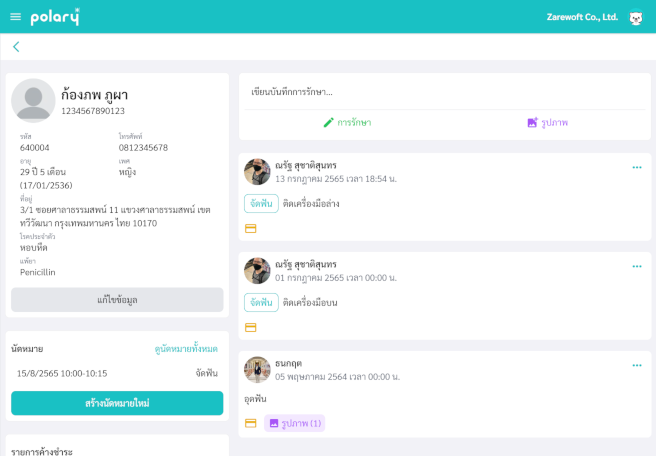 polary
Zarewoft Co., Ltd.
ก้องภพ ภูผา
1234567890123
รหัส
640004
โทรศัพท์
0812345678
อายุ
29 ปี 5 เดือน
(17/01/2536)
เพศ
หญิง
ที่อยู่
3/1 ซอยศาลาธรรมสพน์ 11 แขวงศาลาธรรมสพน์ เขต
ทวีวัฒนา กรุงเทพมหานคร ไทย 10170
โรคประจำตัว
หอบหืด
แพ้ยา
Penicillin
แก้ไขข้อมูล
นัดหมาย
ดูนัดหมายทั้งหมด
15/8/2565 10:00-10:15
จัดฟัน
สร้างนัดหมายใหม่
รายการค้างชำระ
เขียนบันทึกการรักษา...
การรักษา
รูปภาพ
ณรัฐ สุชาติสุนทร
13 กรกฎาคม 2565 เวลา 18:54 น.
จัดฟัน ติดเครื่องมือล่าง
ณรัฐ สุชาติสุนทร
01 กรกฎาคม 2565 เวลา 00:00 น.
จัดฟัน ติดเครื่องมือบน
ธนกฤต
05 พฤษภาคม 2564 เวลา 00:00 น.
อุดฟัน
รูปภาพ (1)